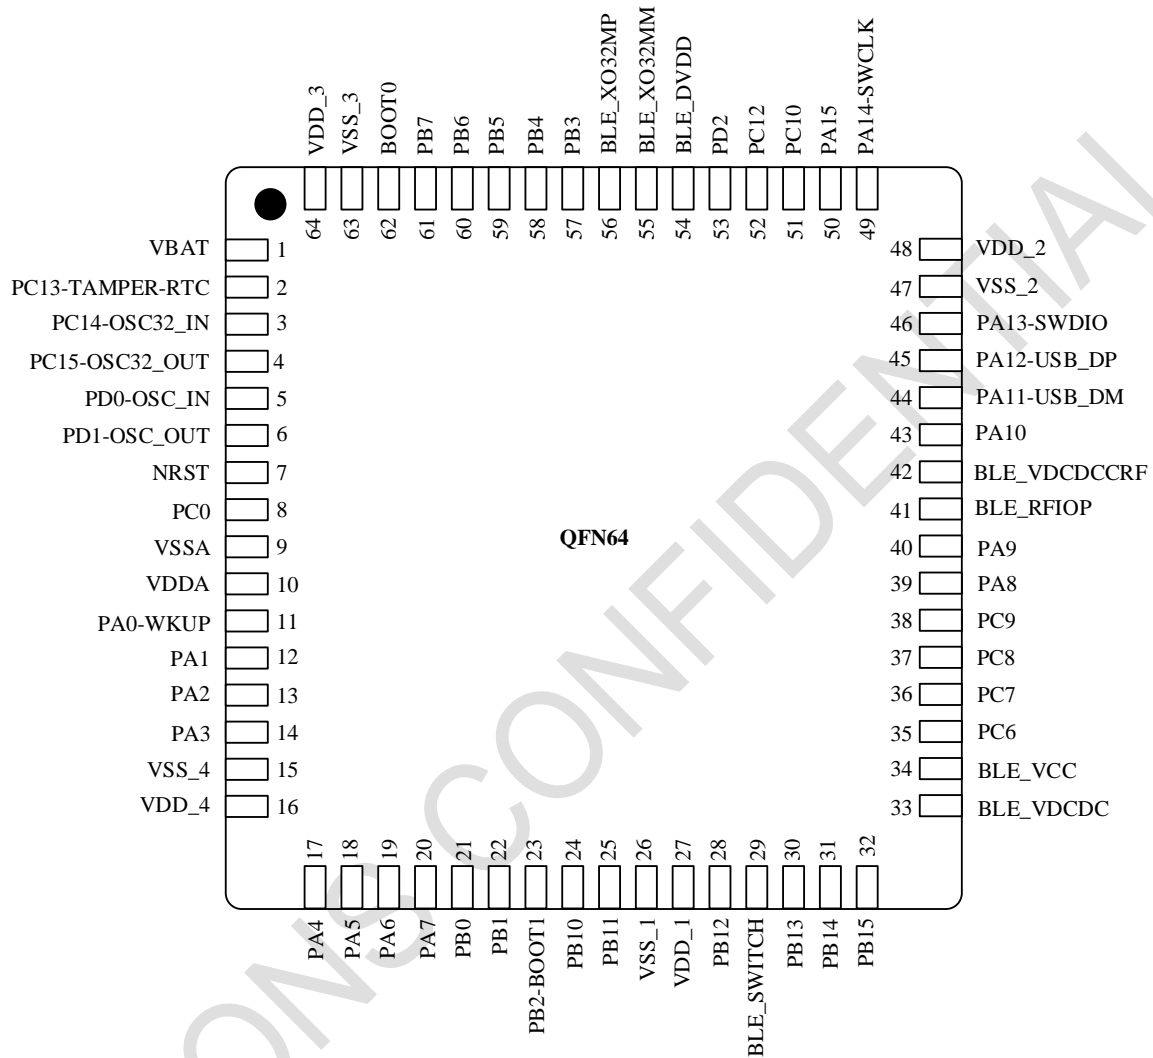 VDD_3
VSS_3
BOOT0
PB7
PB6
PB5
PB4
PB3
BLE_XO32MP
BLE_XO32MM
BLE_DVDD
PD2
PC12
PC10
PA15
PA14-SWCLK
64
63
62
61
60
59
58
57
56
55
54
53
52
51
50
49
VBAT 1
PC13-TAMPER-RTC 2
PC14-OSC32_IN 3
PC15-OSC32_OUT 4
PD0-OSC_IN 5
PD1-OSC_OUT 6
NRST 7
PC0 8
VSSA 9
VDDA 10
PA0-WKUP 11
PA1 12
PA2 13
PA3 14
VSS_4 15
VDD_4 16
QFN64
48 VDD_2
47 VSS_2
46 PA13-SWDIO
45 PA12-USB_DP
44 PA11-USB_DM
43 PA10
42 BLE_VDCDCCRF
41 BLE_RFIOP
40 PA9
39 PA8
38 PC9
37 PC8
36 PC7
35 PC6
34 BLE_VCC
33 BLE_VDCDC
17
18
19
20
21
22
23
24
25
26
27
28
29
30
31
32
PA4
PA5
PA6
PA7
PB0
PB1
PB2-BOOT1
PB10
PB11
VSS_1
VDD_1
PB12
BLE_SWITCH
PB13
PB14
PB15
ONS CONFIDENTIAL